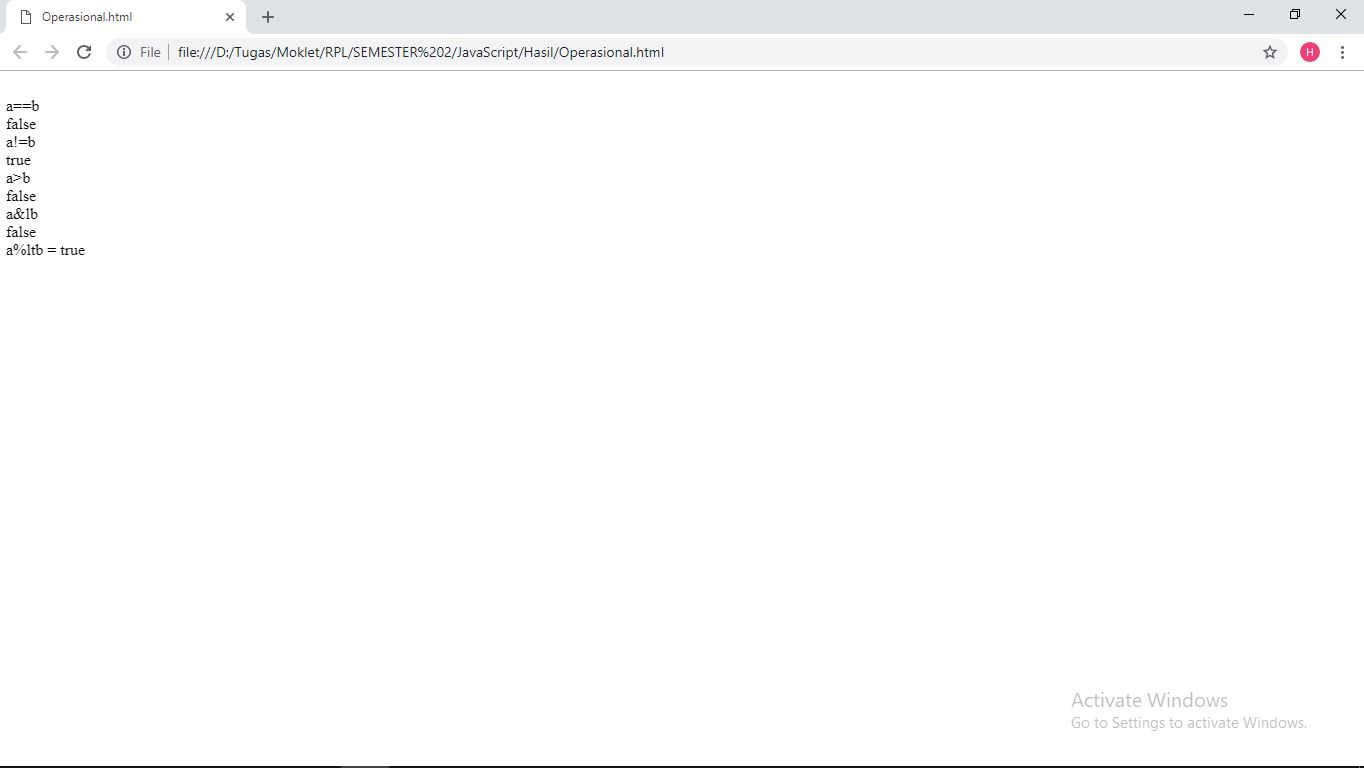 Operasional.html
File file:///D:/Tugas/Moklet/RPL/SEMESTER%202/JavaScript/Hasil/Operasional.html
H
a==b
false
a!=b
true
a>b
false
a&lb
false
a%ltb = true
Activate Windows
Go to Settings to activate Windows.